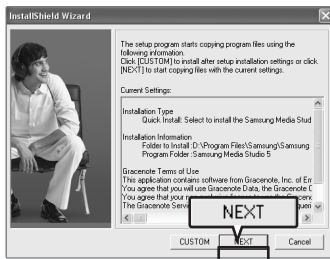 InstallShield Wizard
The setup program starts copying program files using the
following information.
Click [CUSTOM] to install after setup installation settings or click
[NEXT] to start copying files with the current settings.
Current Settings:
Installation Type
Quick Install: Select to install the Samsung Media Stud
Installation Information
Folder to Install :D:\Program Files\Samsung\Samsung
Program Folder :Samsung Media Studio 5
Gracenote Terms of Use
This application contains software from Gracenote, Inc. of Em
You agree that you will use Gracenote Data, the Gracenote C
You agree that your
The Gracenote Servi
NEXT
CUSTOM
NEXT
Cancel